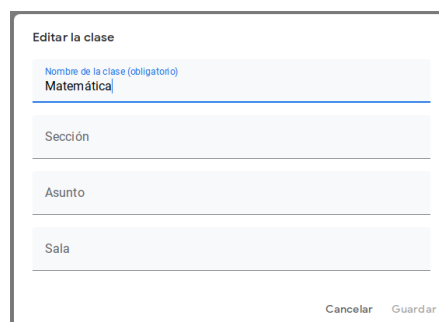 Editar la clase
Nombre de la clase (obligatorio)
Matemática
Sección
Asunto
Sala
Cancelar Guardar